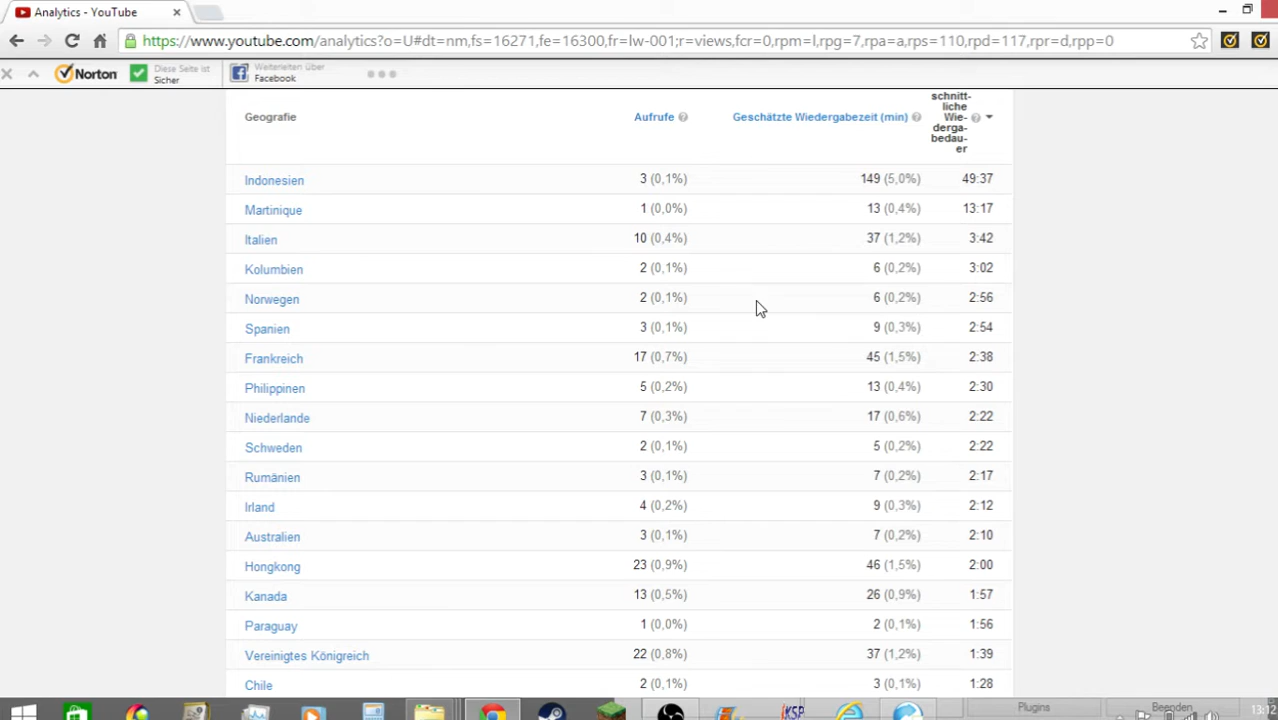 Analytics - YouTube
https://www.youtube.com/analytics?o=U#dt=nm,fs=16271,fe=16300,fr=lw-001;r=views,fcr=0,rpm=l,rpg=7,rpa=a,rps=110,rpd=117,rpr=d,rpp=0
Norton
Diese Seite ist
Sicher
Weiterleiten über
Facebook
Geografie
Aufrufe
Geschätzte Wiedergabezeit (min)
schnitt-
liche
Wie-
derga-
bedau-
er
Indonesien 3 (0,1%) 149 (5,0%) 49:37
Martinique 1 (0,0%) 13 (0,4%) 13:17
Italien 10 (0,4%) 37 (1,2%) 3:42
Kolumbien 2 (0,1%) 6 (0,2%) 3:02
Norwegen 2 (0,1%) 6 (0,2%) 2:56
Spanien 3 (0,1%) 9 (0,3%) 2:54
Frankreich 17 (0,7%) 45 (1,5%) 2:38
Philippinen 5 (0,2%) 13 (0,4%) 2:30
Niederlande 7 (0,3%) 17 (0,6%) 2:22
Schweden 2 (0,1%) 5 (0,2%) 2:22
Rumänien 3 (0,1%) 7 (0,2%) 2:17
Irland 4 (0,2%) 9 (0,3%) 2:12
Australien 3 (0,1%) 7 (0,2%) 2:10
Hongkong 23 (0,9%) 46 (1,5%) 2:00
Kanada 13 (0,5%) 26 (0,9%) 1:57
Paraguay 1 (0,0%) 2 (0,1%) 1:56
Vereinigtes Königreich 22 (0,8%) 37 (1,2%) 1:39
Chile 2 (0,1%) 3 (0,1%) 1:28
KSP
Plugins
Beenden
13:12